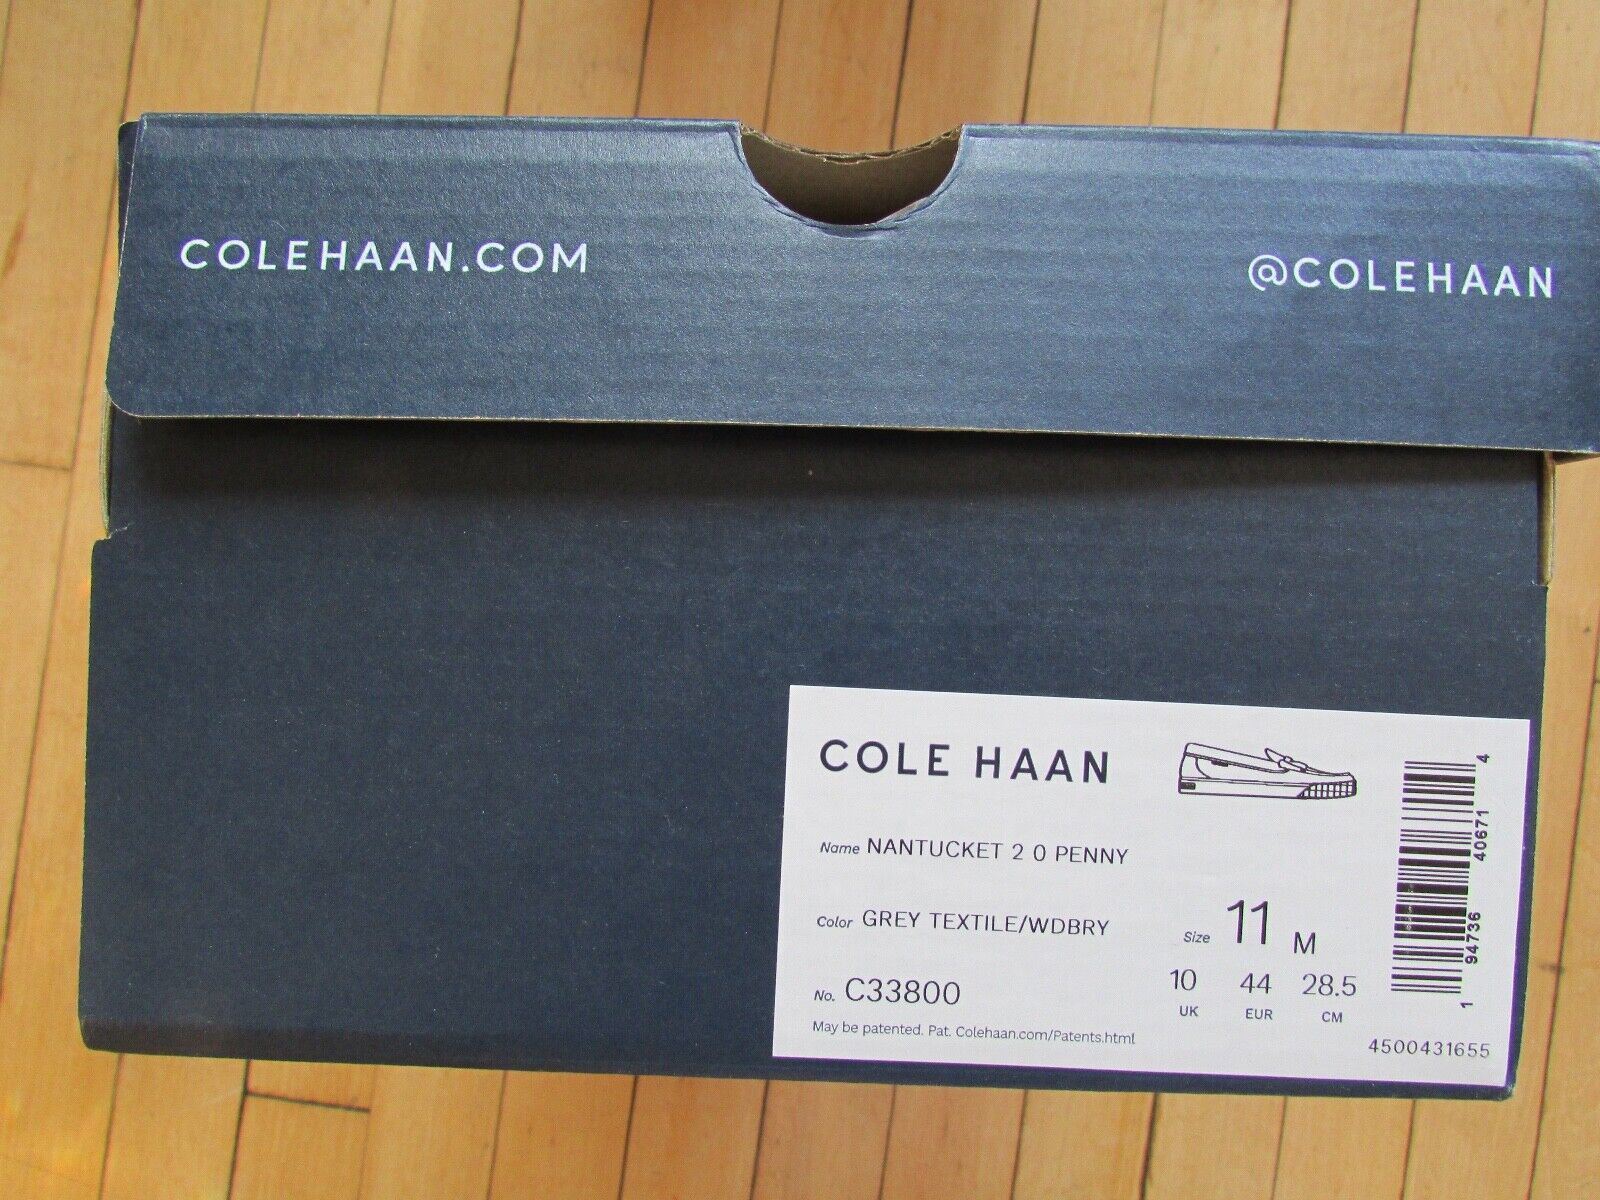 COLEHAAN.COM
@COLEHAAN
COLE HAAN
Name NANTUCKET 2 0 PENNY
Color GREY TEXTILE/WDBRY
Size 11 M
No. C33800
10 44 28.5
UK EUR CM
May be patented. Pat. Colehaan.com/Patents.html
1 94736 40671 4
4500431655